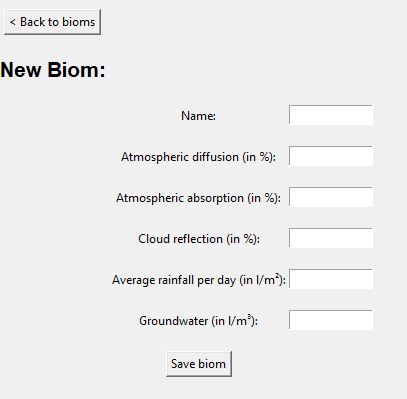 < Back to bioms
New Biom:
Name:
Atmospheric diffusion (in %):
Atmospheric absorption (in %):
Cloud reflection (in %):
Average rainfall per day (in l/m²):
Groundwater (in l/m³):
Save biom